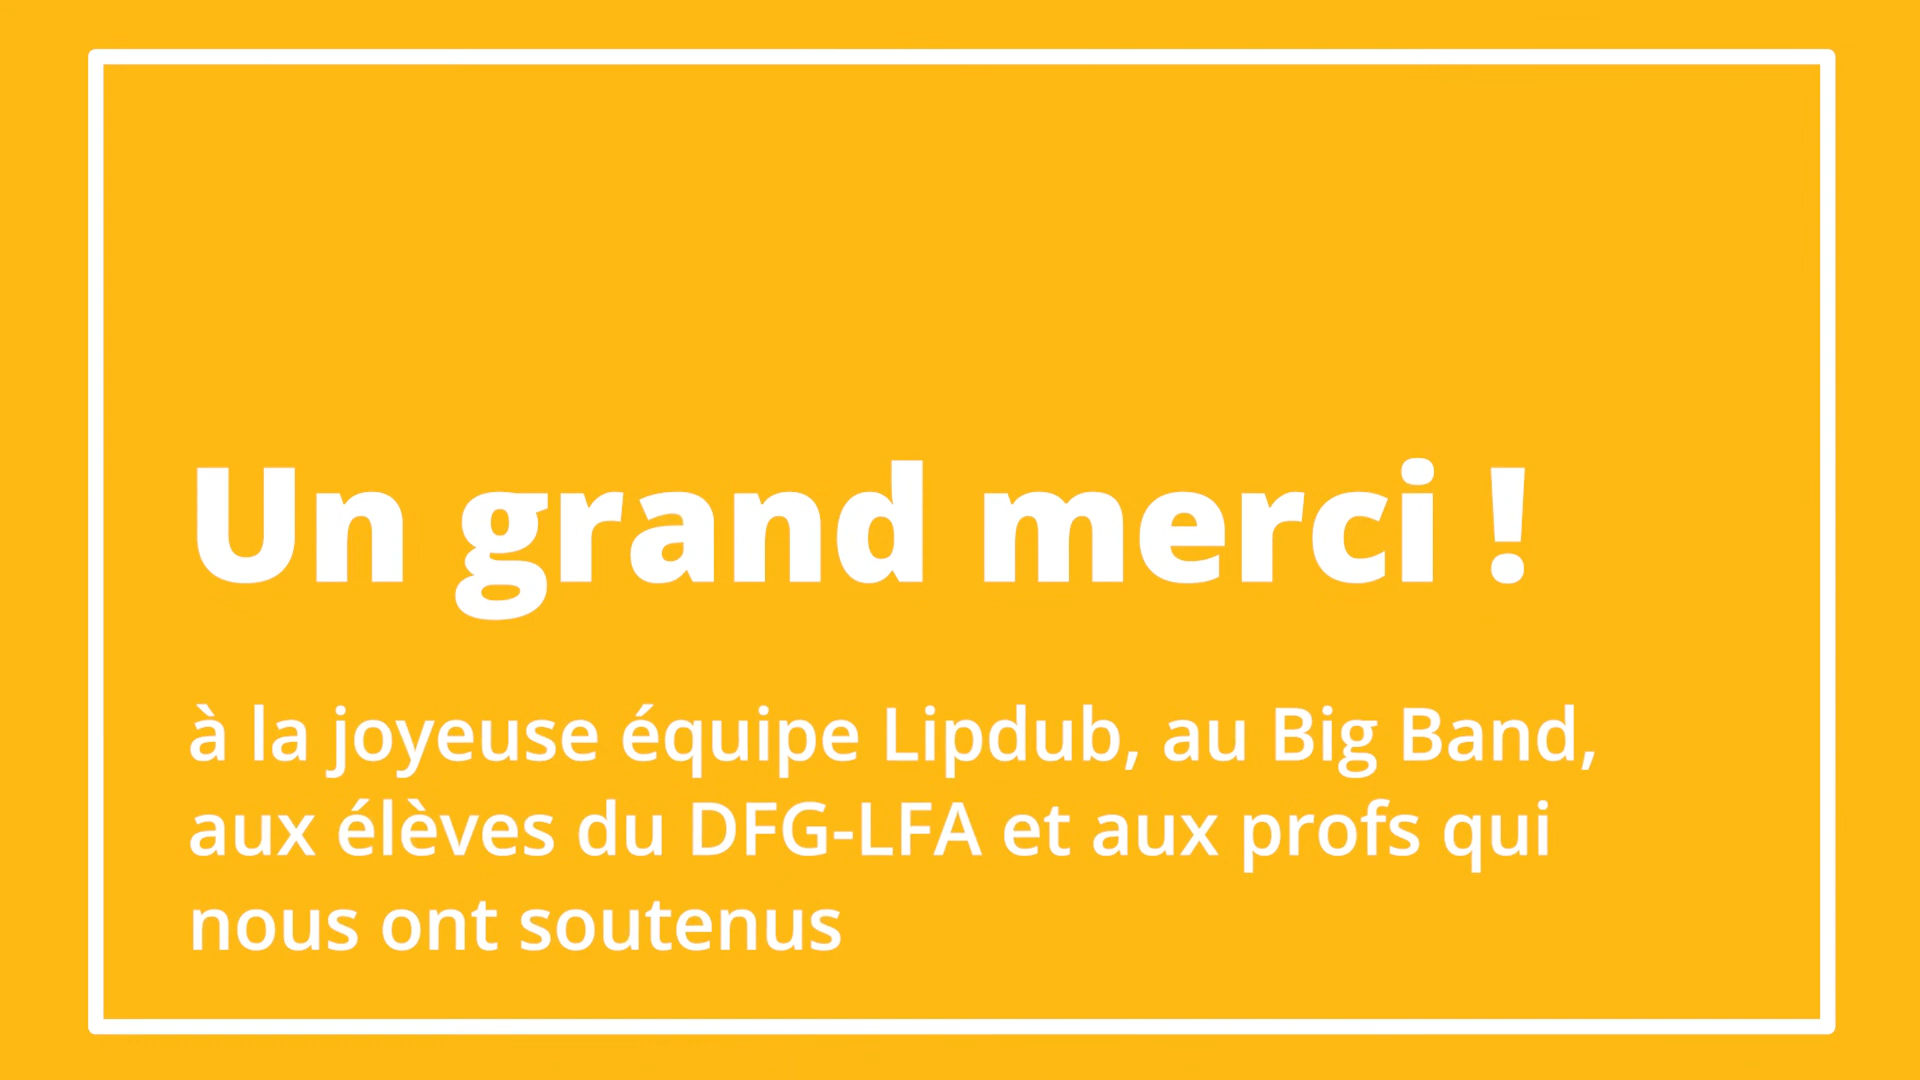 Un grand merci !
à la joyeuse équipe Lipdub, au Big Band,
aux élèves du DFG-LFA et aux profs qui
nous ont soutenus